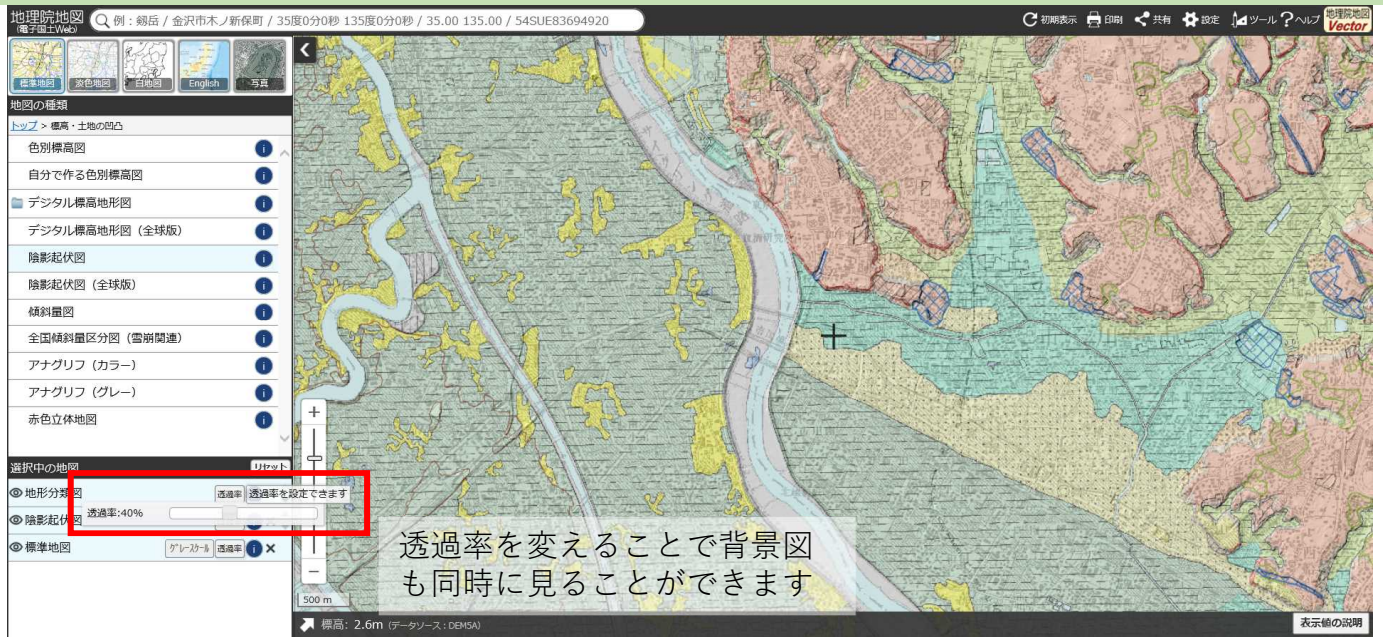 地理院地図
(電子国土Web)
例：剱岳 / 金沢市木ノ新保町 / 35度0分0秒 135度0分0秒 / 35.00 135.00 / 54SUE83694920
初期表示 印刷 共有 設定 ツール ? ヘルプ 地理院地図 Vector
標準地図 淡色地図 白地図 English 写真
地図の種類
トップ > 標高・土地の凹凸
色別標高図
自分で作る色別標高図
デジタル標高地形図
デジタル標高地形図（全球版）
陰影起伏図
陰影起伏図（全球版）
傾斜量図
全国傾斜量区分図（雪崩関連）
アナグリフ（カラー）
アナグリフ（グレー）
赤色立体地図
選択中の地図 リセット
地形分類図 透過率 透過率を設定できます
透過率:40%
陰影起伏図
標準地図 グレースケール 透過率
透過率を変えることで背景図
も同時に見ることができます
500 m
標高: 2.6m (データソース：DEM5A)
表示値の説明